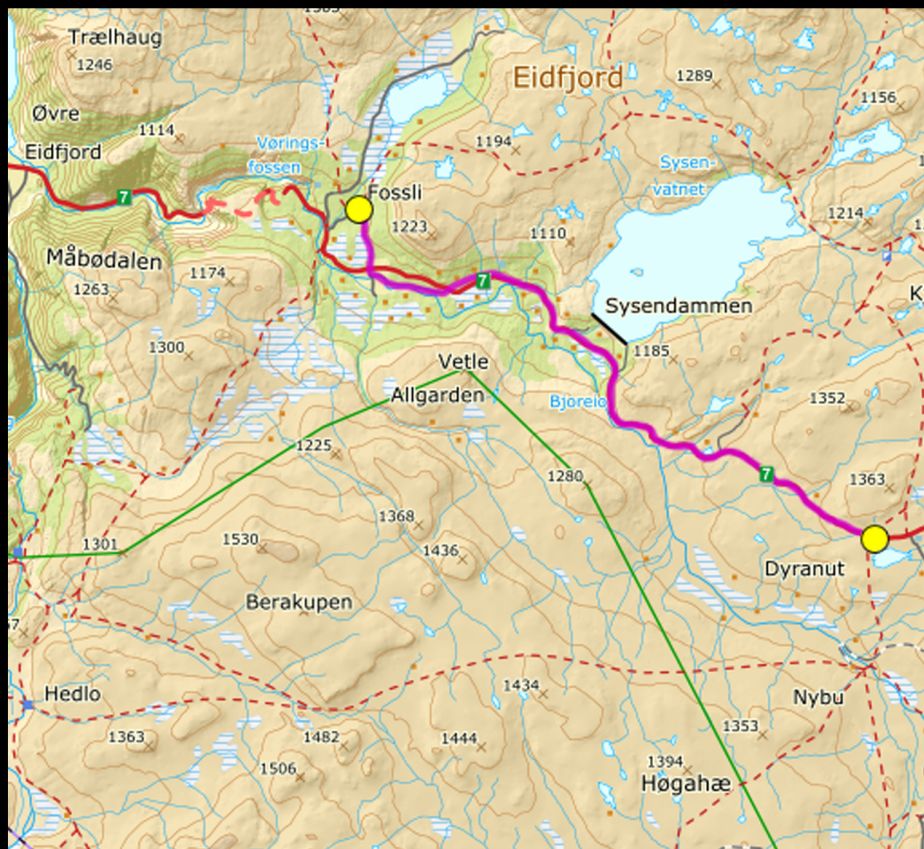 Trælhaug
1246
Eidfjord
1289
1156
Øvre
Eidfjord
1114
Vørings-
fossen
1194
Sysen-
vatnet
7
Fossli
1223
1110
1214
Måbødalen
1174
1263
7
Sysendammen
1300
1185
Vetle
Allgarden
Bjoreio
1352
1225
1280
7
1363
1368
1301
1530
1436
Dyranut
Berakupen
Hedlo
1434
Nybu
1363
1482
1444
1353
1506
1394
Høgahæ